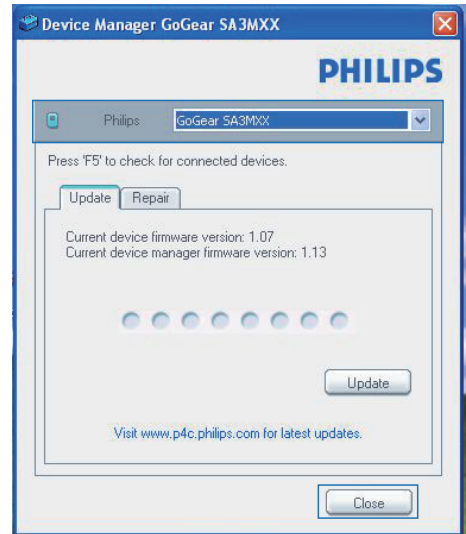 Device Manager GoGear SA3MXX
PHILIPS
Philips GoGear SA3MXX
Press 'F5' to check for connected devices.
Update Repair
Current device firmware version: 1.07
Current device manager firmware version: 1.13
Update
Visit www.p4c.philips.com for latest updates.
Close